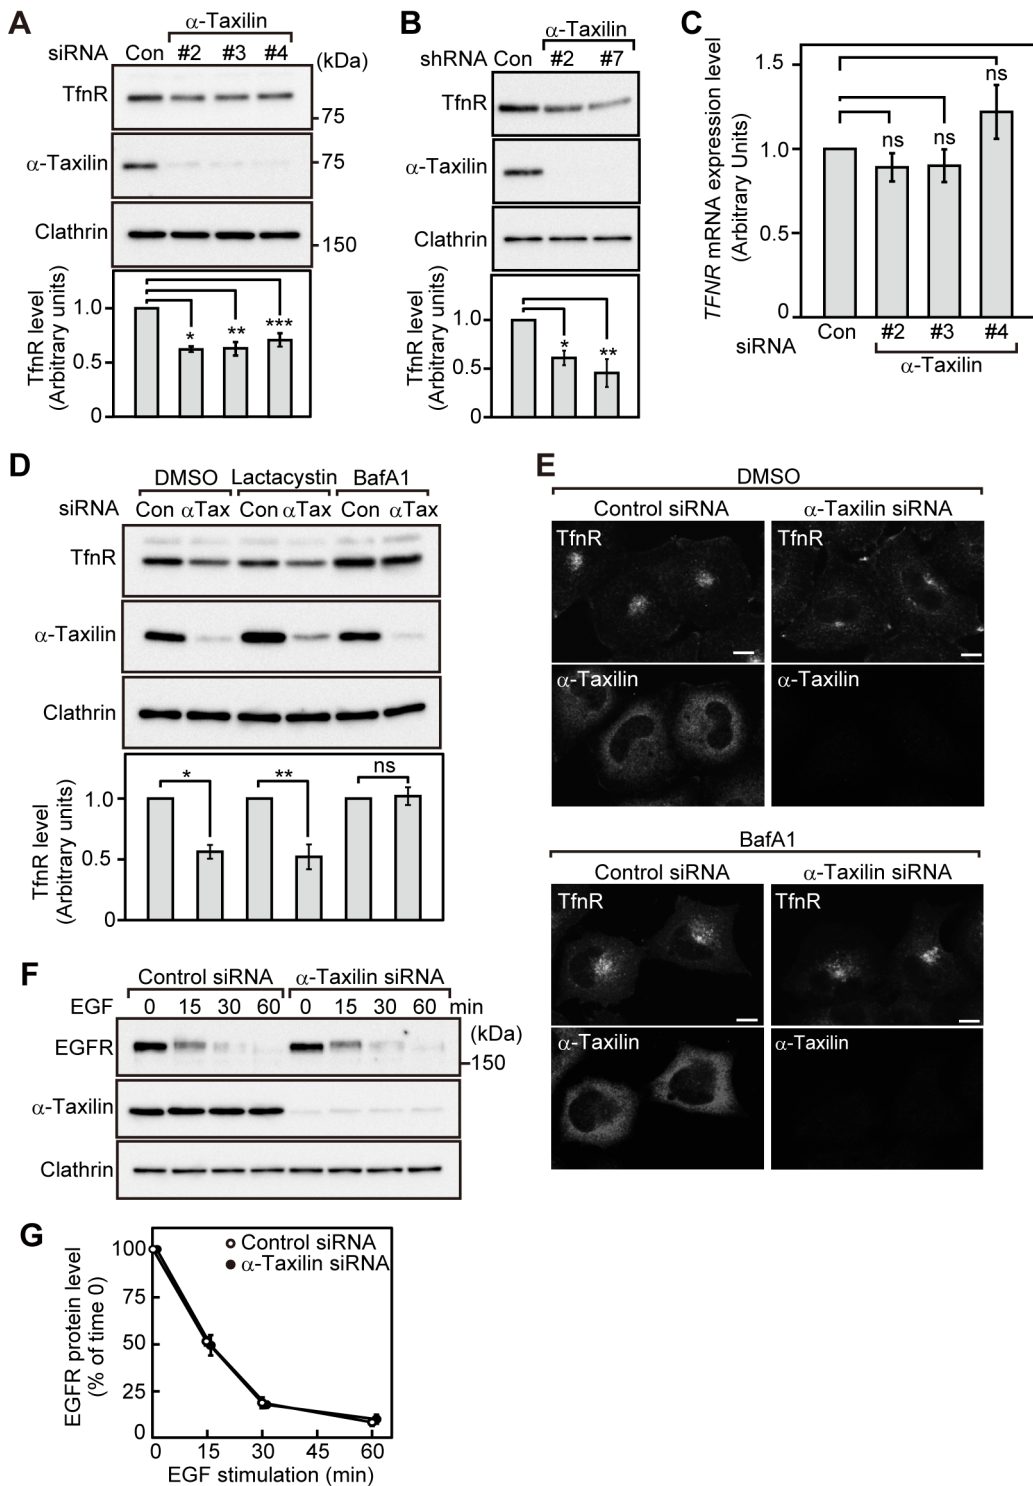 A
α-Taxilin
siRNA Con #2 #3 #4 (kDa)
TfnR
75
α-Taxilin
75
Clathrin
150
TfnR level
(Arbitrary units)
1.0
0.5
0
* ** ***
B
α-Taxilin
shRNA Con #2 #7
TfnR
α-Taxilin
Clathrin
TfnR level
(Arbitrary units)
1.0
0.5
0
* **
C
TFNR mRNA expression level
(Arbitrary Units)
1.5
1.0
0.5
0
ns ns ns
Con #2 #3 #4
siRNA
α-Taxilin
D
DMSO Lactacystin BafA1
siRNA Con αTax Con αTax Con αTax
TfnR
α-Taxilin
Clathrin
TfnR level
(Arbitrary units)
1.0
0.5
0
* ** ns
E
DMSO
Control siRNA α-Taxilin siRNA
TfnR TfnR
α-Taxilin α-Taxilin
BafA1
Control siRNA α-Taxilin siRNA
TfnR TfnR
α-Taxilin α-Taxilin
F
Control siRNA α-Taxilin siRNA
EGF 0 15 30 60 0 15 30 60 min
(kDa)
EGFR
150
α-Taxilin
Clathrin
G
EGFR protein level
(% of time 0)
100
75
50
25
0
Control siRNA
α-Taxilin siRNA
0 15 30 45 60
EGF stimulation (min)